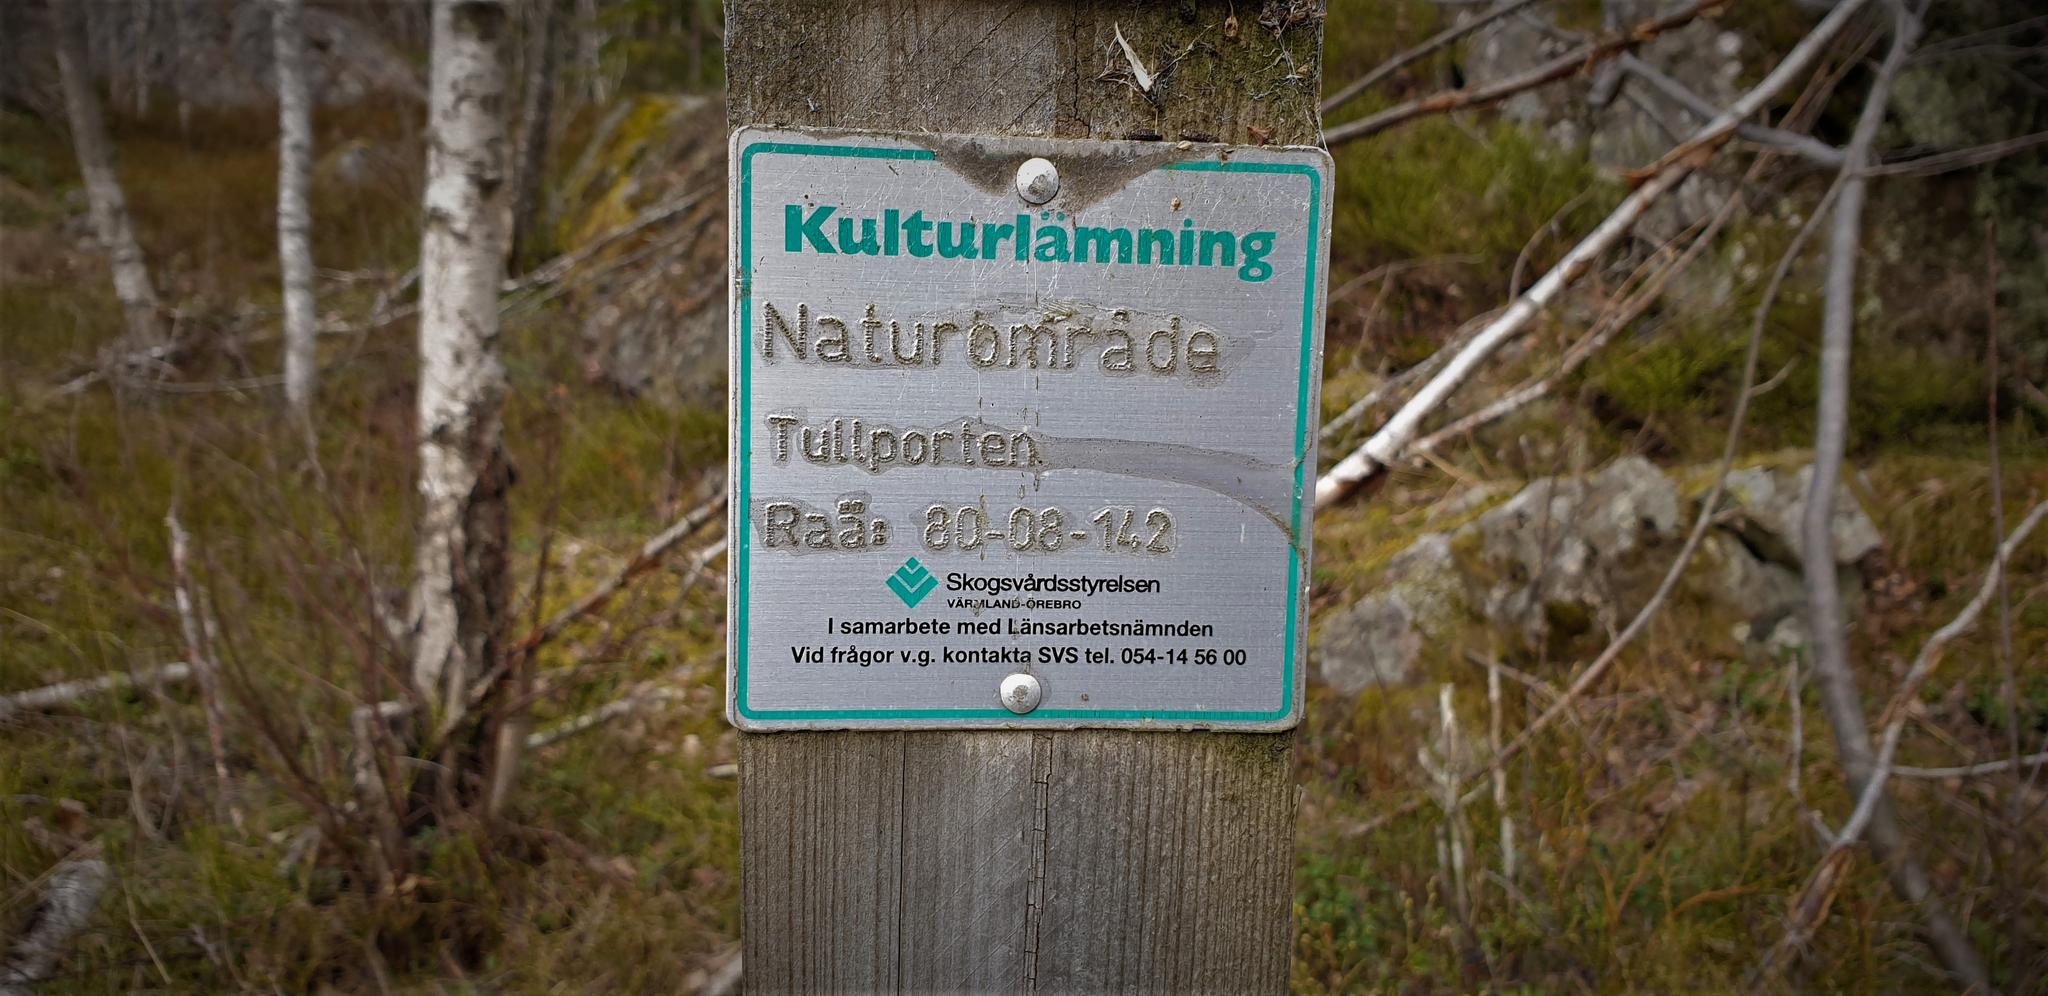 Kulturlämning
Naturområde
Tullporten
Raä: 80-08-142
Skogsvårdsstyrelsen
VÄRMLAND-ÖREBRO
I samarbete med Länsarbetsnämnden
Vid frågor v.g. kontakta SVS tel. 054-14 56 00